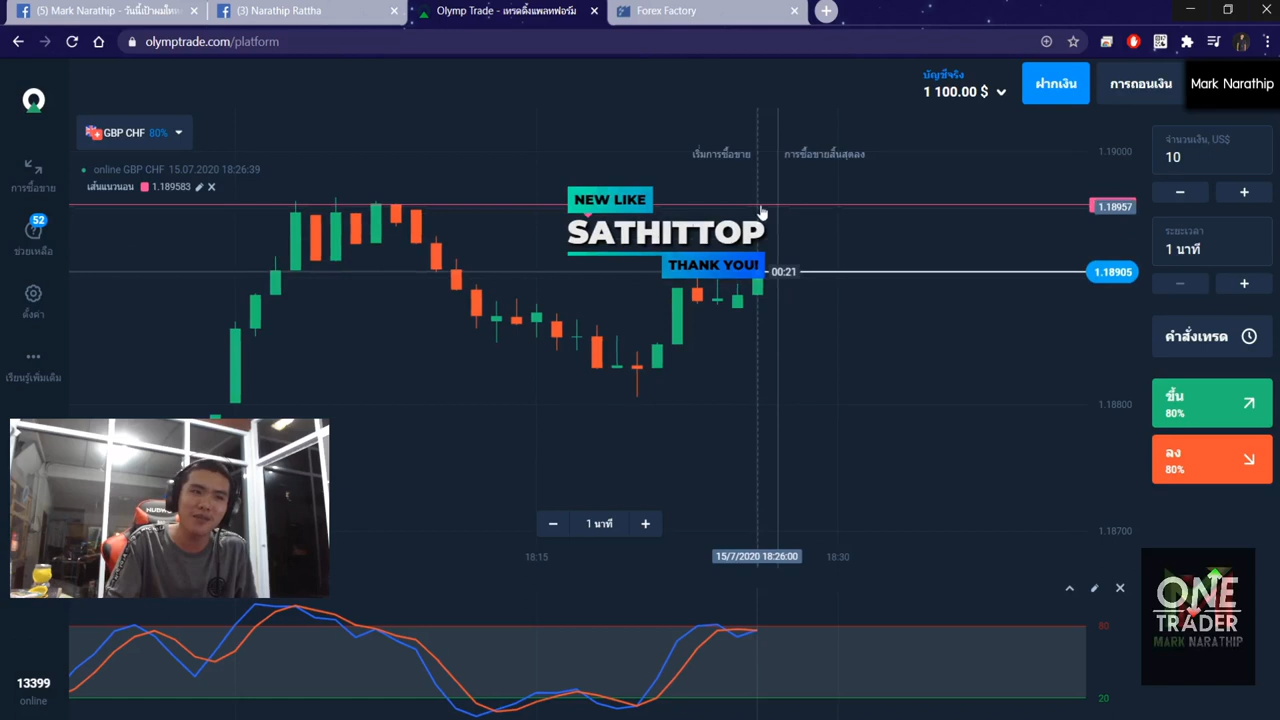 (5) Mark Narathip - วันนี้เป้าผมใหม
(3) Narathip Rattha
Olymp Trade - เทรดดิ้งแพลทฟอร์ม
Forex Factory
olymptrade.com/platform
บัญชีจริง
1 100.00 $
ฝากเงิน
การถอนเงิน
Mark Narathip
GBP CHF 80%
เริ่มการซื้อขาย
การซื้อขายสิ้นสุดลง
1.19000
จำนวนเงิน, US$
10
online GBP CHF 15.07.2020 18:26:39
เส้นแนวนอน
1.189583
การซื้อขาย
NEW LIKE
1.18957
52
SATHITTOP
ระยะเวลา
1 นาที
ช่วยเหลือ
THANK YOU!
00:21
1.18905
ตั้งค่า
คำสั่งเทรด
เรียนรู้เพิ่มเติม
ขึ้น
80%
1.18800
ลง
80%
NUBWO
1 นาที
1.18700
18:15
15/7/2020 18:26:00
18:30
ONE
TRADER
MARK NARATHIP
80
13399
online
20